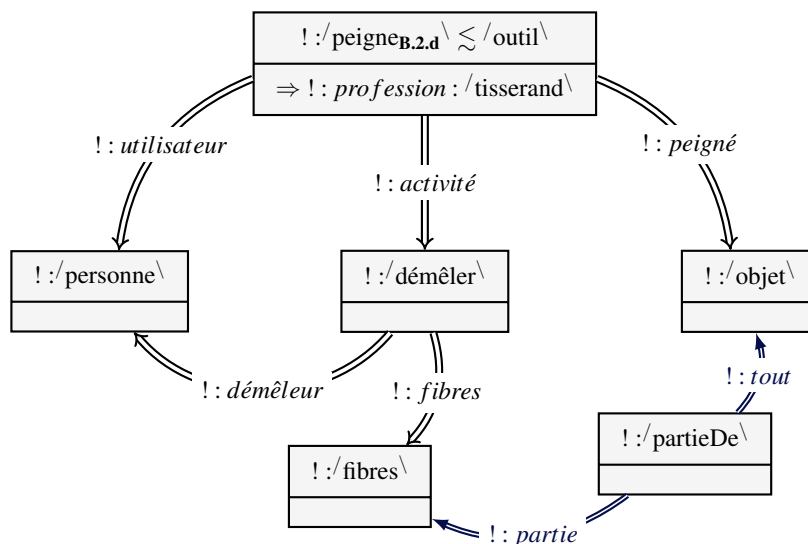 ! :/peigneB.2.d\ ≲ /outil\
⇒ ! : profession : /tisserand\
! : utilisateur
! : activité
! : peigné
! :/personne\
! :/démêler\
! :/objet\
! : démêleur
! : fibres
! : tout
! :/fibres\
! :/partieDe\
! : partie